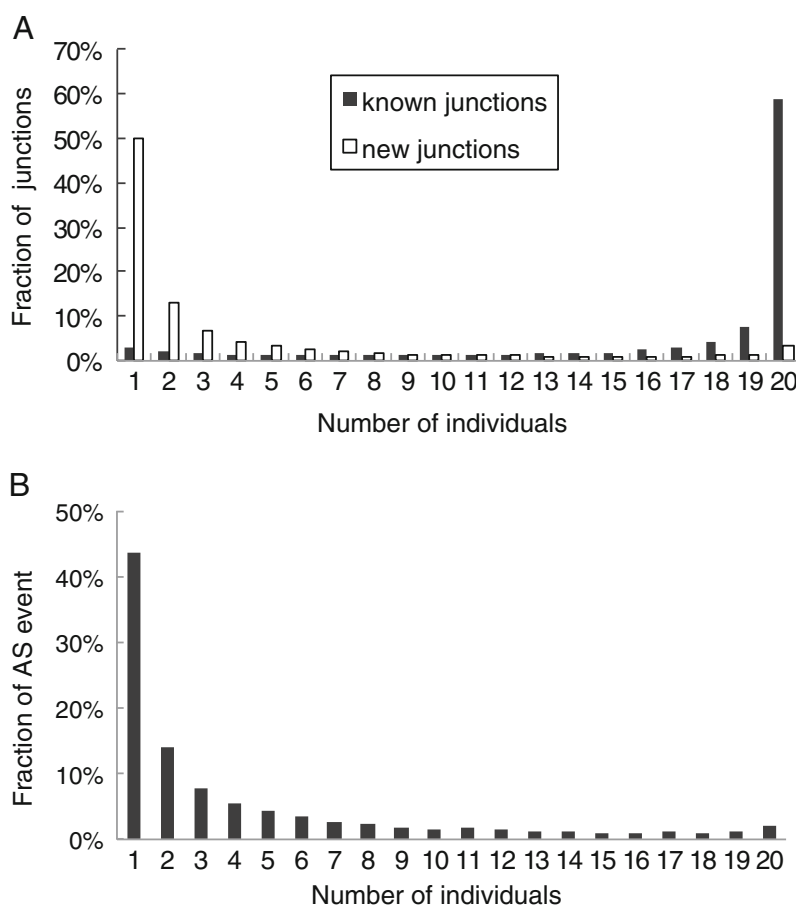 A
70%
60%
50%
40%
30%
20%
10%
0%
Fraction of junctions
known junctions
new junctions
1 2 3 4 5 6 7 8 9 10 11 12 13 14 15 16 17 18 19 20
Number of individuals
B
50%
40%
30%
20%
10%
0%
Fraction of AS event
1 2 3 4 5 6 7 8 9 10 11 12 13 14 15 16 17 18 19 20
Number of individuals